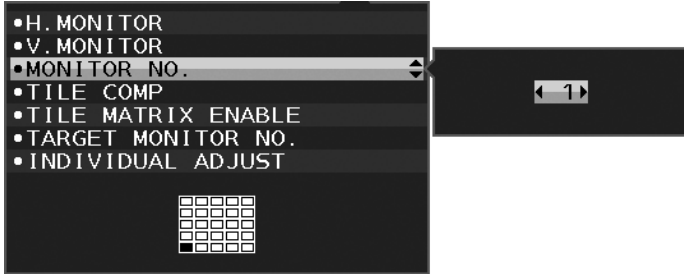 •H.MONITOR
•V.MONITOR
•MONITOR NO.
1
•TILE COMP
•TILE MATRIX ENABLE
•TARGET MONITOR NO.
•INDIVIDUAL ADJUST